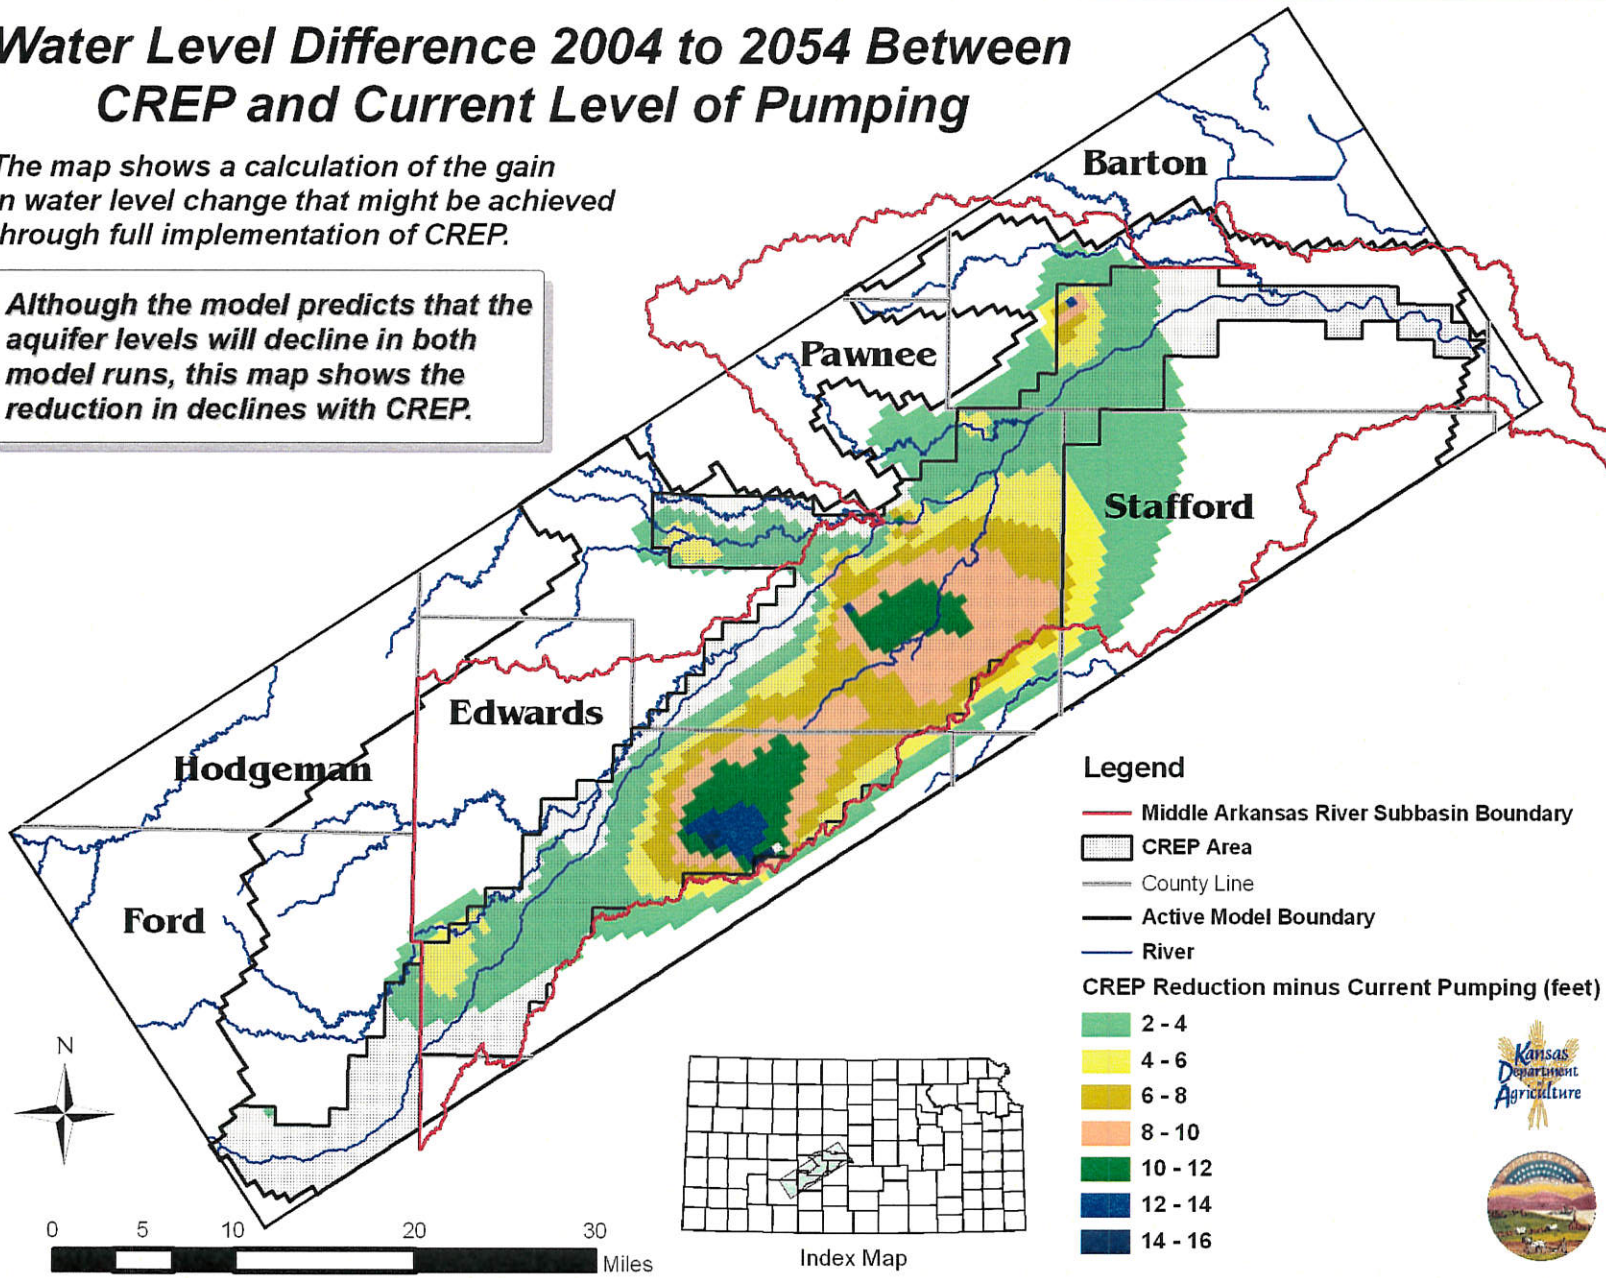 Water Level Difference 2004 to 2054 Between
CREP and Current Level of Pumping
The map shows a calculation of the gain
in water level change that might be achieved
through full implementation of CREP.
Although the model predicts that the
aquifer levels will decline in both
model runs, this map shows the
reduction in declines with CREP.
Barton
Pawnee
Stafford
Edwards
Hodgeman
Ford
N
0 5 10 20 30
Miles
Index Map
Legend
Middle Arkansas River Subbasin Boundary
CREP Area
County Line
Active Model Boundary
River
CREP Reduction minus Current Pumping (feet)
2 - 4
4 - 6
6 - 8
8 - 10
10 - 12
12 - 14
14 - 16
Kansas
Department
Agriculture